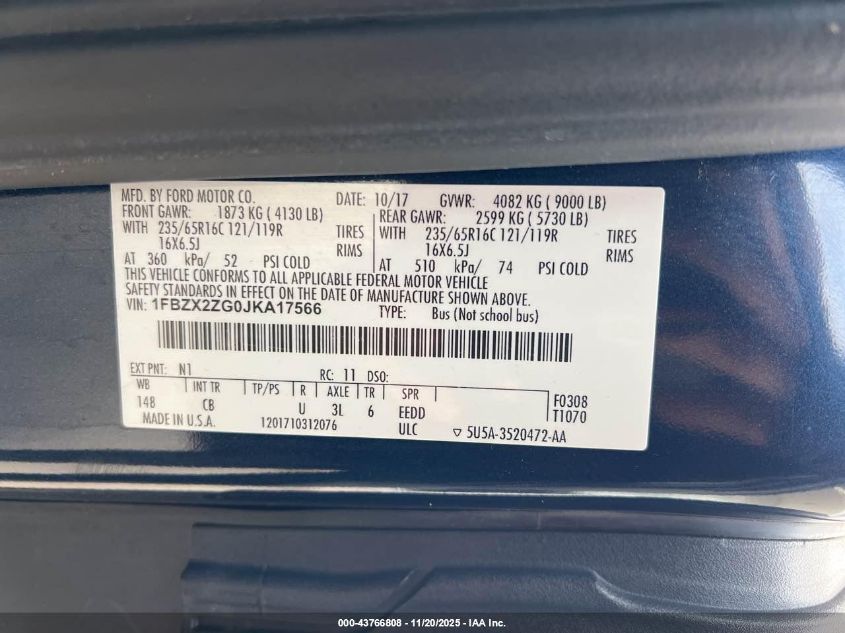 MFD. BY FORD MOTOR CO. DATE: 10/17 GVWR: 4082 KG ( 9000 LB)
FRONT GAWR: 1873 KG ( 4130 LB) REAR GAWR: 2599 KG ( 5730 LB)
WITH 235/65R16C 121/119R TIRES WITH 235/65R16C 121/119R TIRES
16X6.5J RIMS 16X6.5J RIMS
AT 360 kPa/ 52 PSI COLD AT 510 kPa/ 74 PSI COLD
THIS VEHICLE CONFORMS TO ALL APPLICABLE FEDERAL MOTOR VEHICLE
SAFETY STANDARDS IN EFFECT ON THE DATE OF MANUFACTURE SHOWN ABOVE.
VIN: 1FBZX2ZG0JKA17566 TYPE: Bus (Not school bus)
EXT PNT: N1 RC: 11 DSO:
WB INT TR TP/PS R AXLE TR SPR F0308
148 CB U 3L 6 EEDD T1070
MADE IN U.S.A. 1201710312076 ULC ▽ 5U5A-3520472-AA
000-43766808 - 11/20/2025 - IAA Inc.